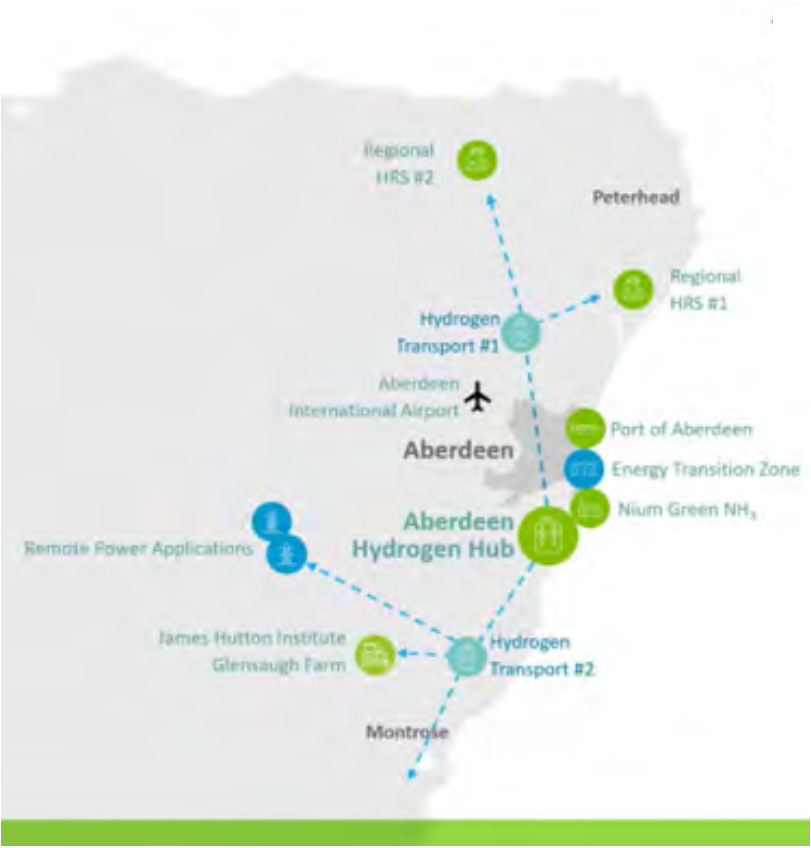 Regional
HRS #2
Peterhead
Regional
HRS #1
Hydrogen
Transport #1
Aberdeen
International Airport
Aberdeen
Port of Aberdeen
Energy Transition Zone
Nium Green NH₃
Aberdeen
Hydrogen Hub
Remote Power Applications
James Hutton Institute
Glensaugh Farm
Hydrogen
Transport #2
Montrose